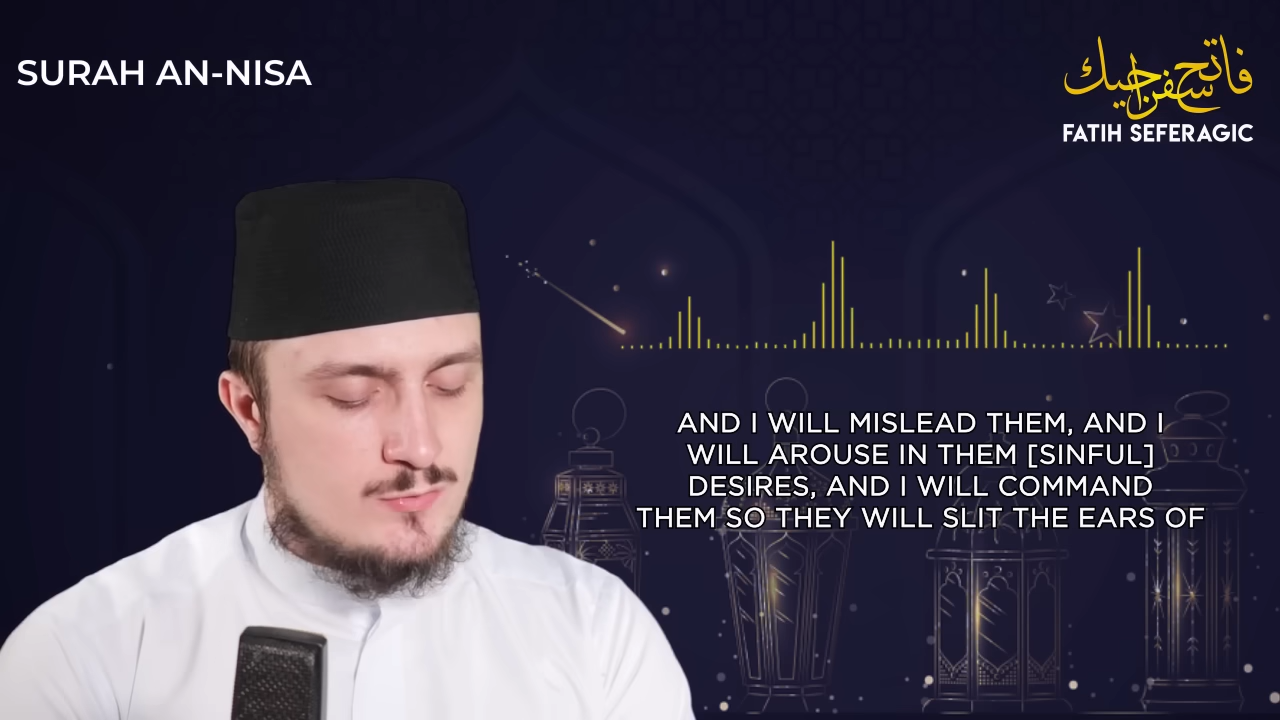 SURAH AN-NISA
فاتح سفراجيك
FATIH SEFERAGIC
AND I WILL MISLEAD THEM, AND I
WILL AROUSE IN THEM [SINFUL]
DESIRES, AND I WILL COMMAND
THEM SO THEY WILL SLIT THE EARS OF